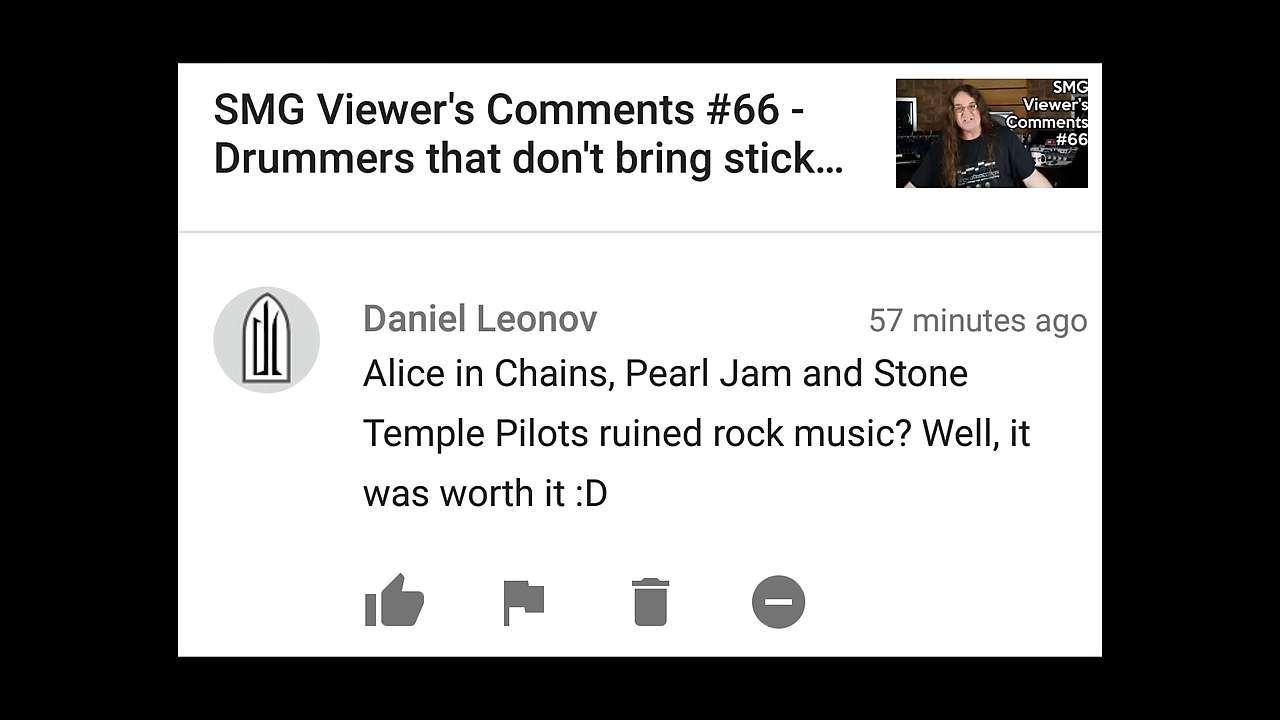 SMG Viewer's Comments #66 -
Drummers that don't bring stick…
SMG
Viewer's
Comments
#66
Daniel Leonov
57 minutes ago
Alice in Chains, Pearl Jam and Stone
Temple Pilots ruined rock music? Well, it
was worth it :D